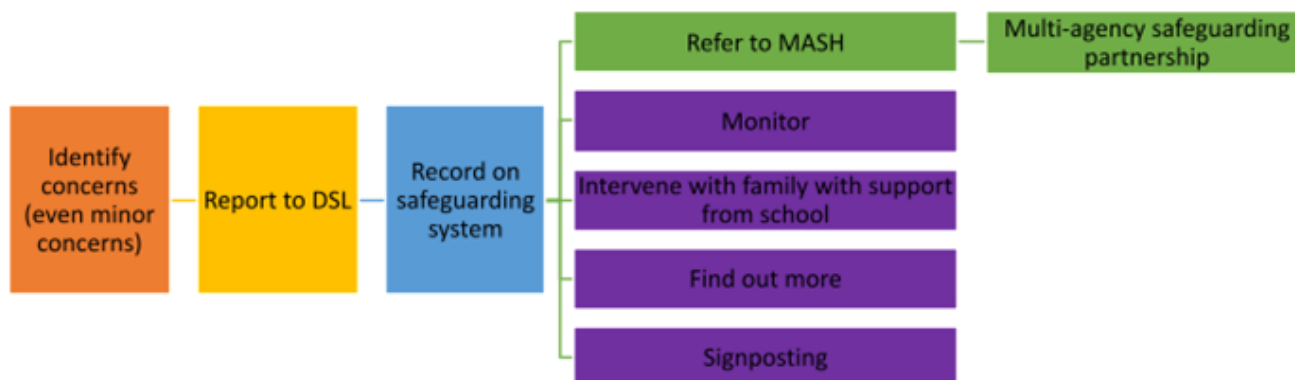 Identify
concerns
(even minor
concerns)
Report to DSL
Record on
safeguarding
system
Refer to MASH
Multi-agency safeguarding
partnership
Monitor
Intervene with family with support
from school
Find out more
Signposting